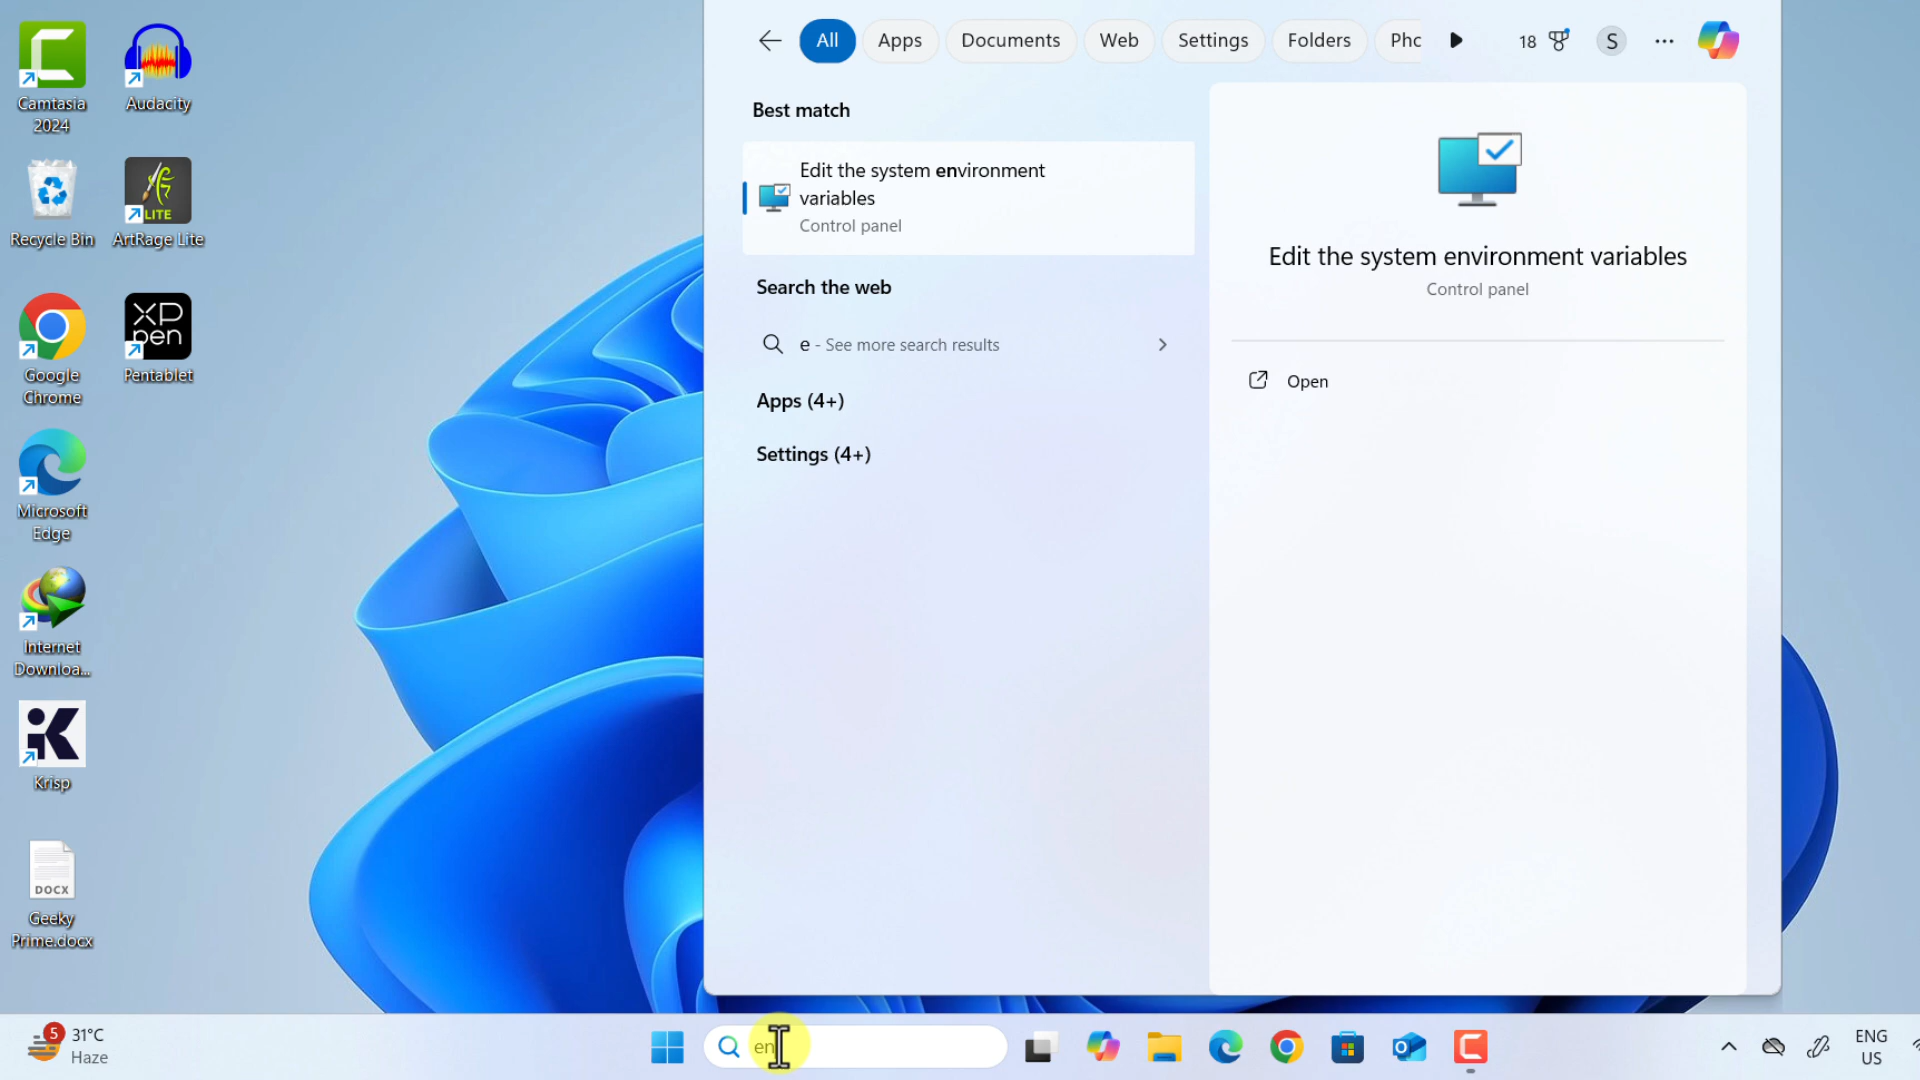 Camtasia
2024
Audacity
Recycle Bin
LITE
ArtRage Lite
Google
Chrome
XP
pen
Pentablet
Microsoft
Edge
Internet
Downloa...
Krisp
DOCX
Geeky
Prime.docx
All
Apps
Documents
Web
Settings
Folders
Pho
18
S
Best match
Edit the system environment
variables
Control panel
Search the web
e - See more search results
Apps (4+)
Settings (4+)
Edit the system environment variables
Control panel
Open
5
31°C
Haze
en
ENG
US